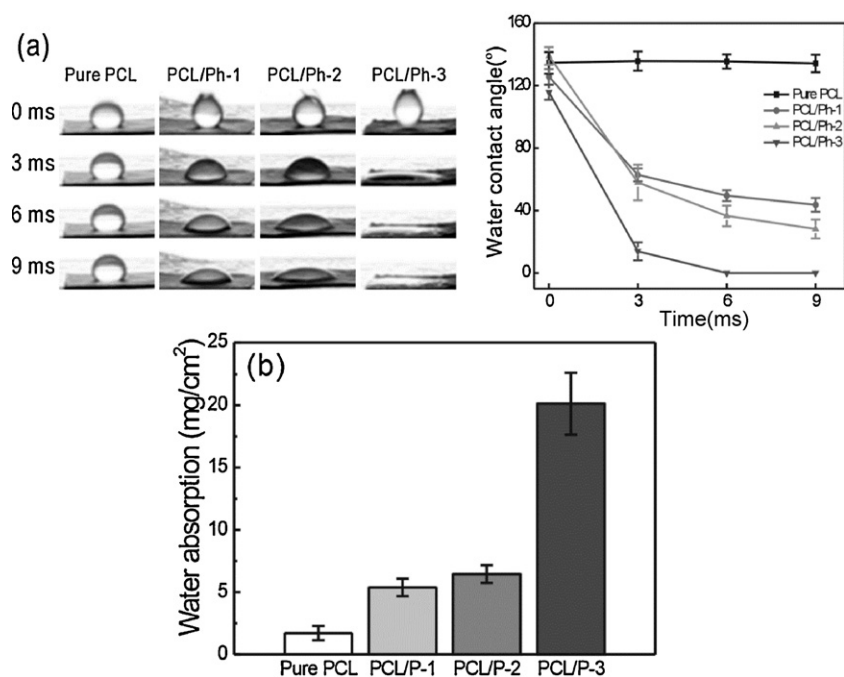 (a)
Pure PCL PCL/Ph-1 PCL/Ph-2 PCL/Ph-3
0 ms
3 ms
6 ms
9 ms
160
120
80
40
0
Water contact angle(°)
Pure PCL
PCL/Ph-1
PCL/Ph-2
PCL/Ph-3
0 3 6 9
Time(ms)
(b)
25
20
15
10
5
0
Water absorption (mg/cm²)
Pure PCL PCL/P-1 PCL/P-2 PCL/P-3